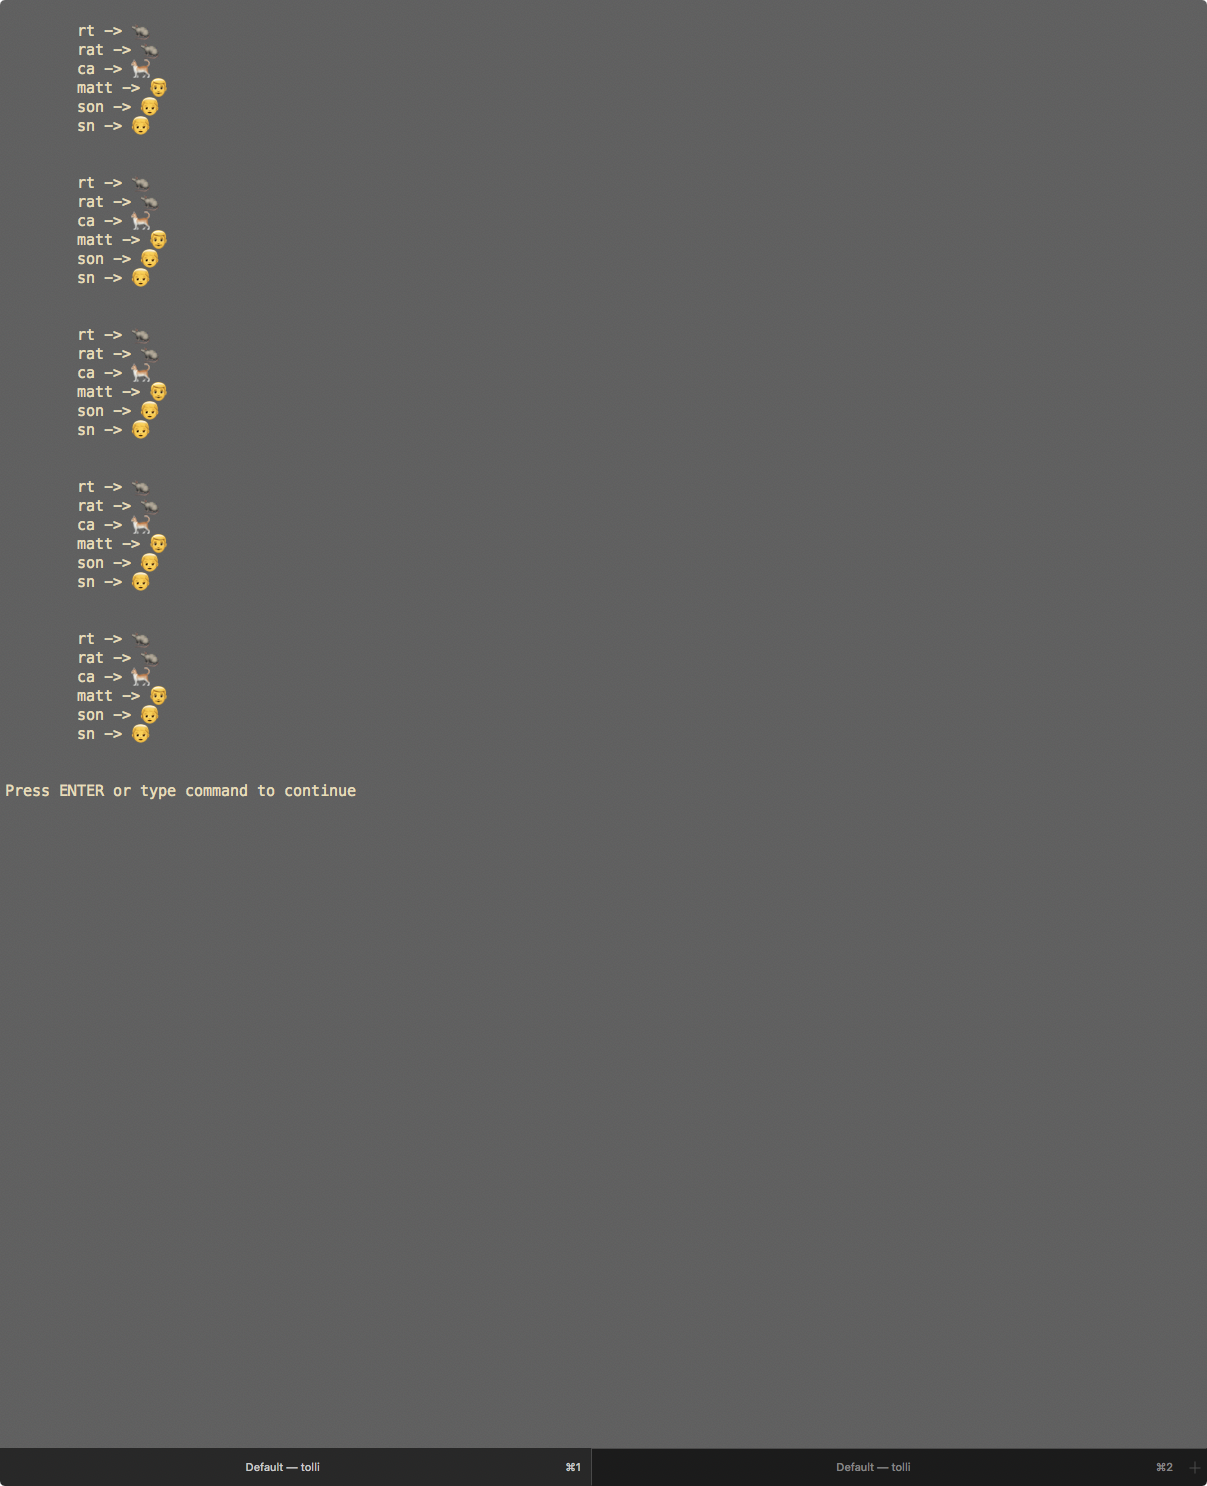 rt -> 🐀
rat -> 🐀
ca -> 🐈
matt -> 👨
son -> 👴
sn -> 👴
rt -> 🐀
rat -> 🐀
ca -> 🐈
matt -> 👨
son -> 👴
sn -> 👴
rt -> 🐀
rat -> 🐀
ca -> 🐈
matt -> 👨
son -> 👴
sn -> 👴
rt -> 🐀
rat -> 🐀
ca -> 🐈
matt -> 👨
son -> 👴
sn -> 👴
rt -> 🐀
rat -> 🐀
ca -> 🐈
matt -> 👨
son -> 👴
sn -> 👴
Press ENTER or type command to continue
Default — tolli ⌘1 Default — tolli ⌘2 +